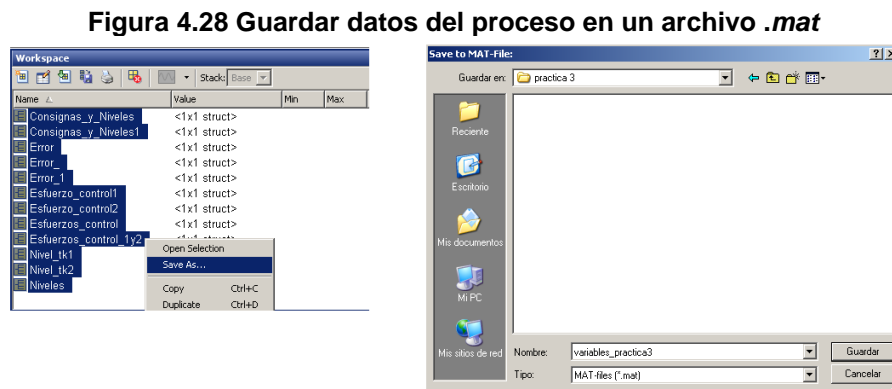 Figura 4.28 Guardar datos del proceso en un archivo .mat
Workspace
Stack: Base
Name Value Min Max
Consignas_y_Niveles <1x1 struct>
Consignas_y_Niveles1 <1x1 struct>
Error <1x1 struct>
Error_ <1x1 struct>
Error_1 <1x1 struct>
Esfuerzo_control1 <1x1 struct>
Esfuerzo_control2 <1x1 struct>
Esfuerzos_control <1x1 struct>
Esfuerzos_control_1y2
Nivel_tk1
Nivel_tk2
Niveles
Open Selection
Save As...
Copy Ctrl+C
Duplicate Ctrl+D
Save to MAT-File:
Guardar en: practica 3
Reciente
Escritorio
Mis documentos
Mi PC
Mis sitios de red
Nombre: variables_practica3 Guardar
Tipo: MAT-files (*.mat) Cancelar